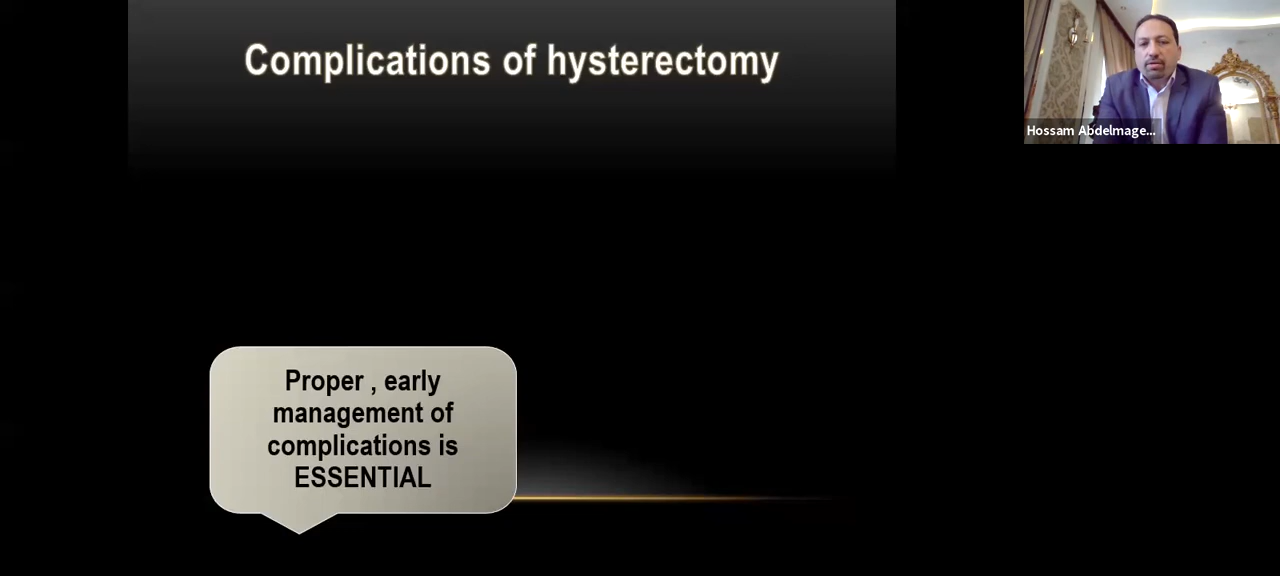 Complications of hysterectomy
Hossam Abdelmage...
Proper , early
management of
complications is
ESSENTIAL